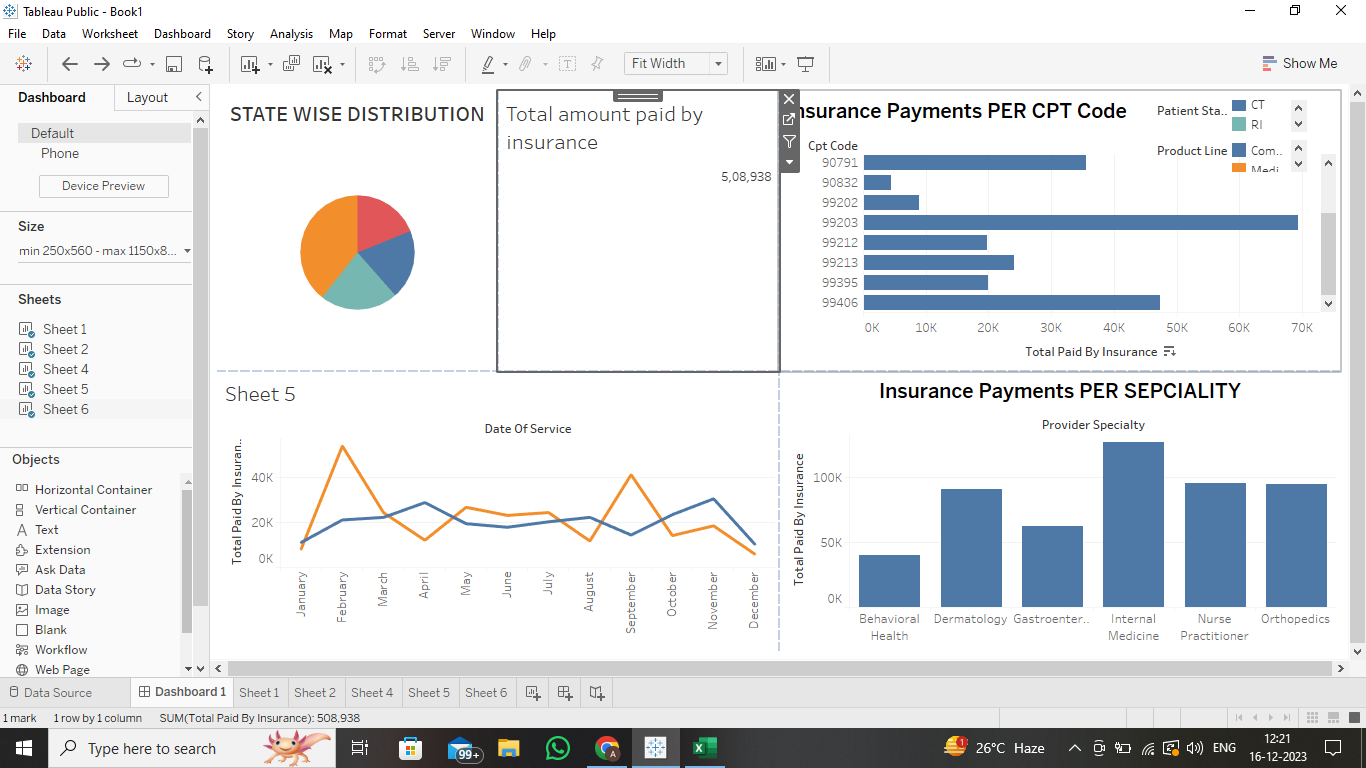 Tableau Public - Book1
File Data Worksheet Dashboard Story Analysis Map Format Server Window Help
Fit Width
Show Me
Dashboard Layout
Default
Phone
Device Preview
Size
min 250x560 - max 1150x8...
Sheets
Sheet 1
Sheet 2
Sheet 4
Sheet 5
Sheet 6
Objects
Horizontal Container
Vertical Container
Text
Extension
Ask Data
Data Story
Image
Blank
Workflow
Web Page
STATE WISE DISTRIBUTION
Total amount paid by
insurance
5,08,938
nsurance Payments PER CPT Code
Patient Sta..
CT
RI
Product Line
Com..
Medi
Cpt Code
90791
90832
99202
99203
99212
99213
99395
99406
0K 10K 20K 30K 40K 50K 60K 70K
Total Paid By Insurance
Sheet 5
Date Of Service
Total Paid By Insuran..
40K
20K
0K
January February March April May June July August September October November December
Insurance Payments PER SEPCIALITY
Provider Specialty
Total Paid By Insurance
100K
50K
0K
Behavioral Health
Dermatology
Gastroenter..
Internal Medicine
Nurse Practitioner
Orthopedics
Data Source Dashboard 1 Sheet 1 Sheet 2 Sheet 4 Sheet 5 Sheet 6
1 mark 1 row by 1 column SUM(Total Paid By Insurance): 508,938
Type here to search
99+
A
1
26°C Haze
ENG
12:21
16-12-2023